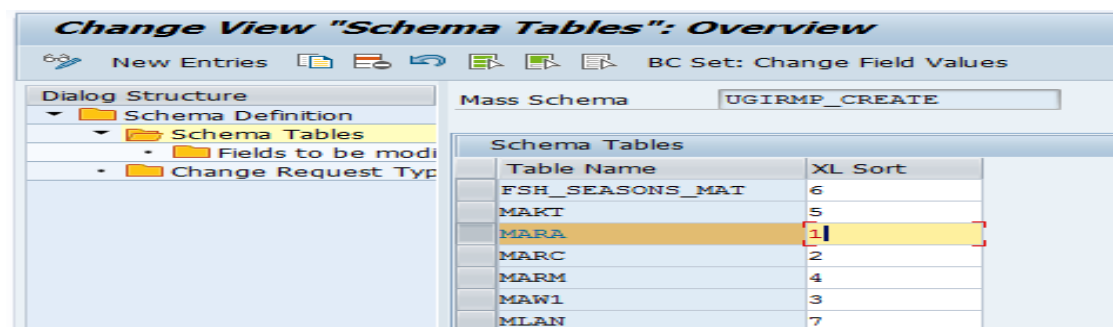 Change View "Schema Tables": Overview
New Entries BC Set: Change Field Values
Dialog Structure
Schema Definition
Schema Tables
Fields to be modi
Change Request Typ
Mass Schema UGIRMP_CREATE
Schema Tables
Table Name XL Sort
FSH_SEASONS_MAT 6
MAKT 5
MARA 1
MARC 2
MARM 4
MAW1 3
MLAN 7